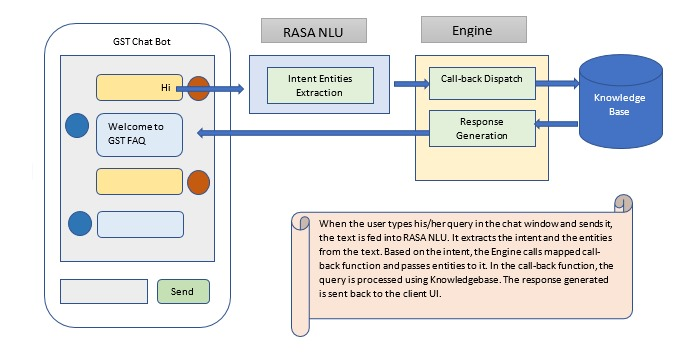 GST Chat Bot
RASA NLU
Engine
Hi
Intent Entities
Extraction
Call-back Dispatch
Knowledge
Base
Welcome to
GST FAQ
Response
Generation
Send
When the user types his/her query in the chat window and sends it,
the text is fed into RASA NLU. It extracts the intent and the entities
from the text. Based on the intent, the Engine calls mapped call-
back function and passes entities to it. In the call-back function, the
query is processed using Knowledgebase. The response generated
is sent back to the client UI.